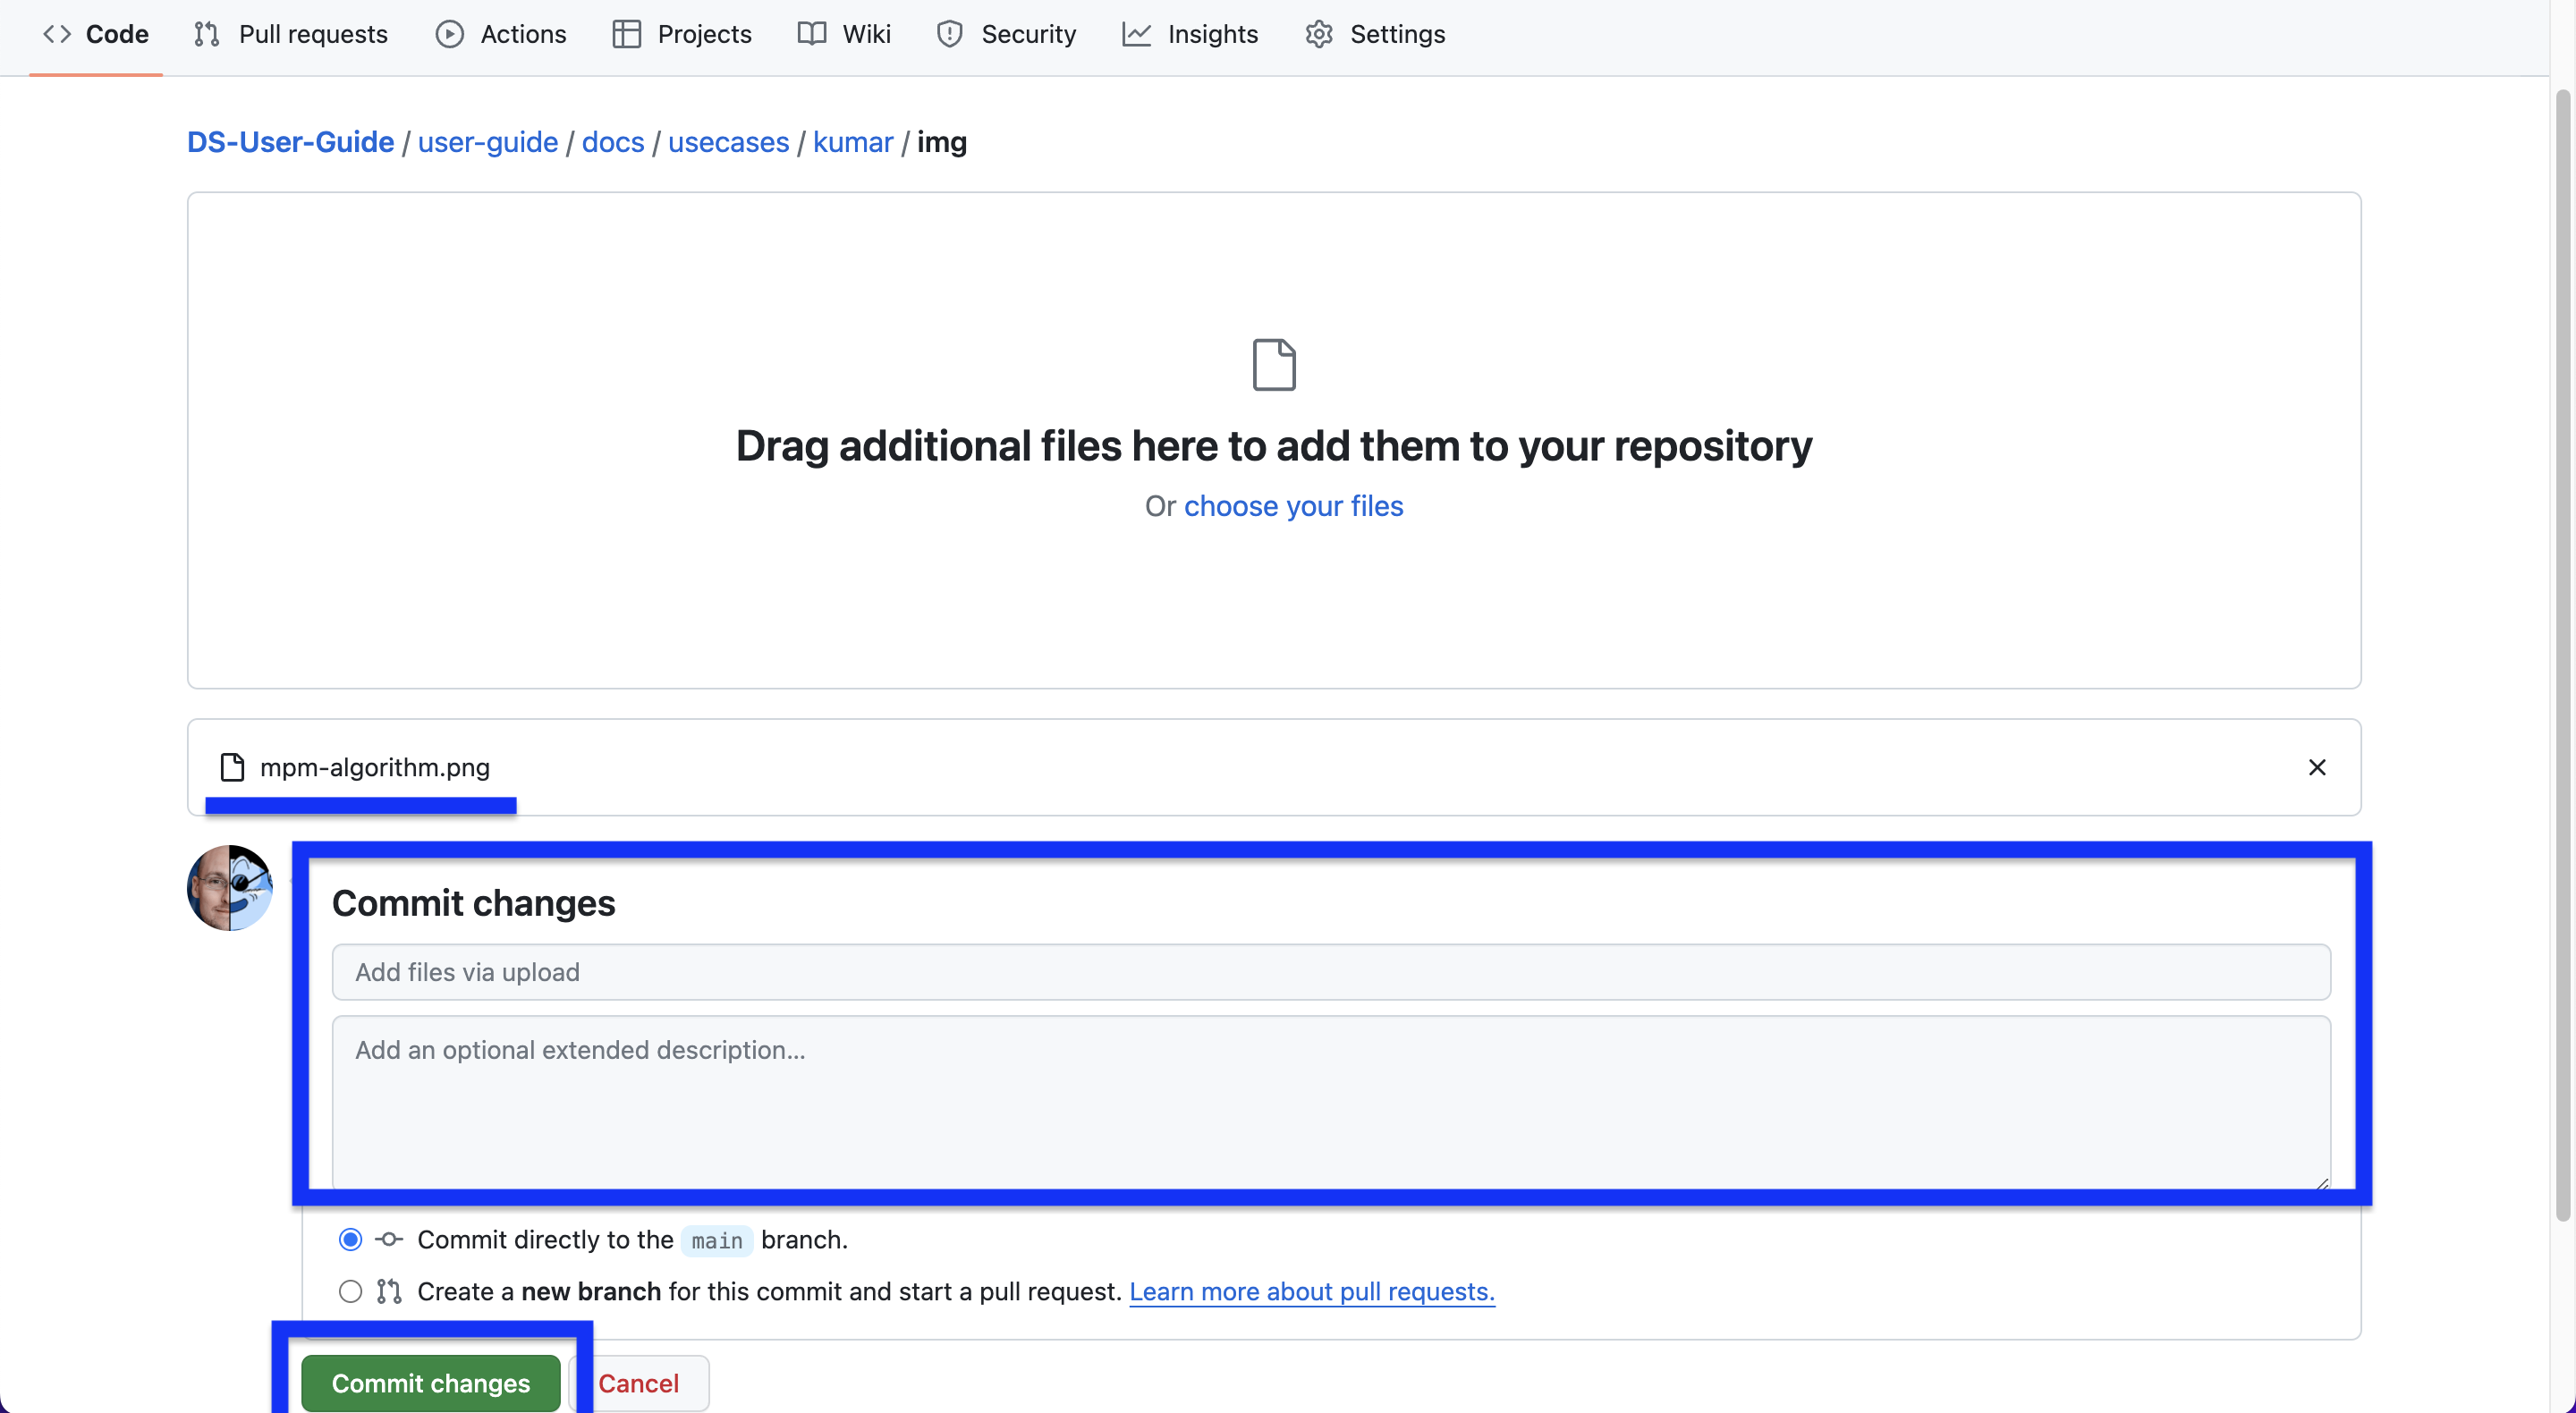 Code Pull requests Actions Projects Wiki Security Insights Settings
DS-User-Guide / user-guide / docs / usecases / kumar / img
Drag additional files here to add them to your repository
Or choose your files
mpm-algorithm.png
Commit changes
Add files via upload
Add an optional extended description...
Commit directly to the main branch.
Create a new branch for this commit and start a pull request. Learn more about pull requests.
Commit changes Cancel